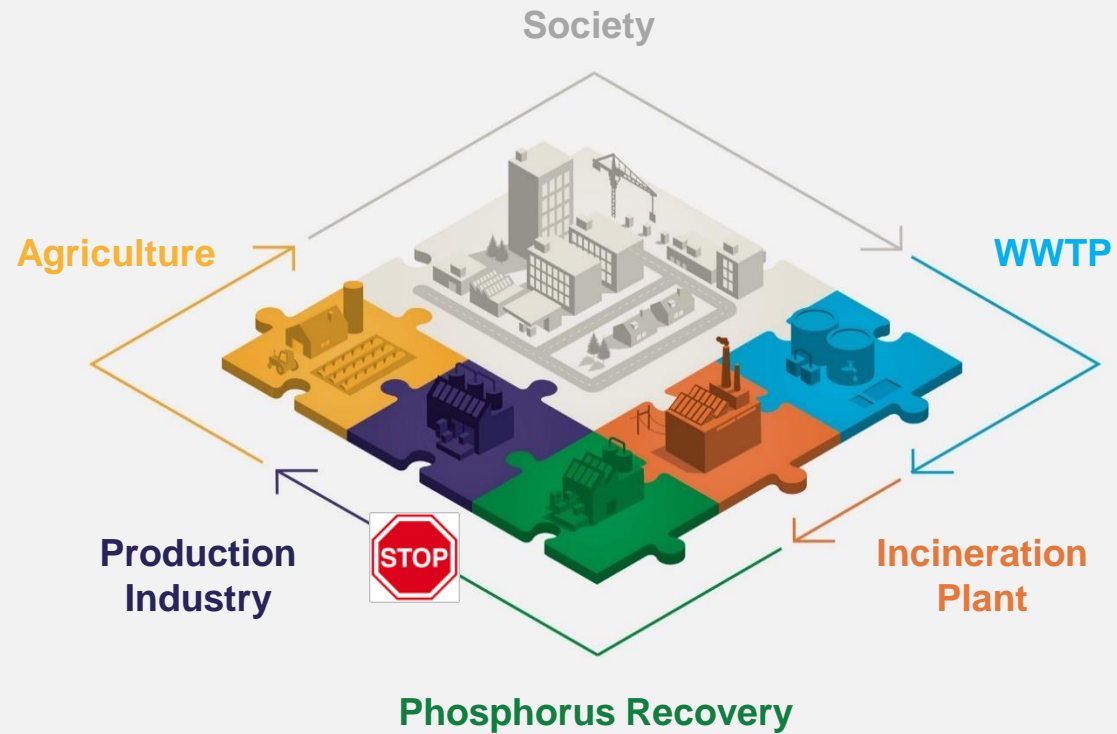 Society
Agriculture
WWTP
STOP
Production
Industry
Incineration
Plant
Phosphorus Recovery